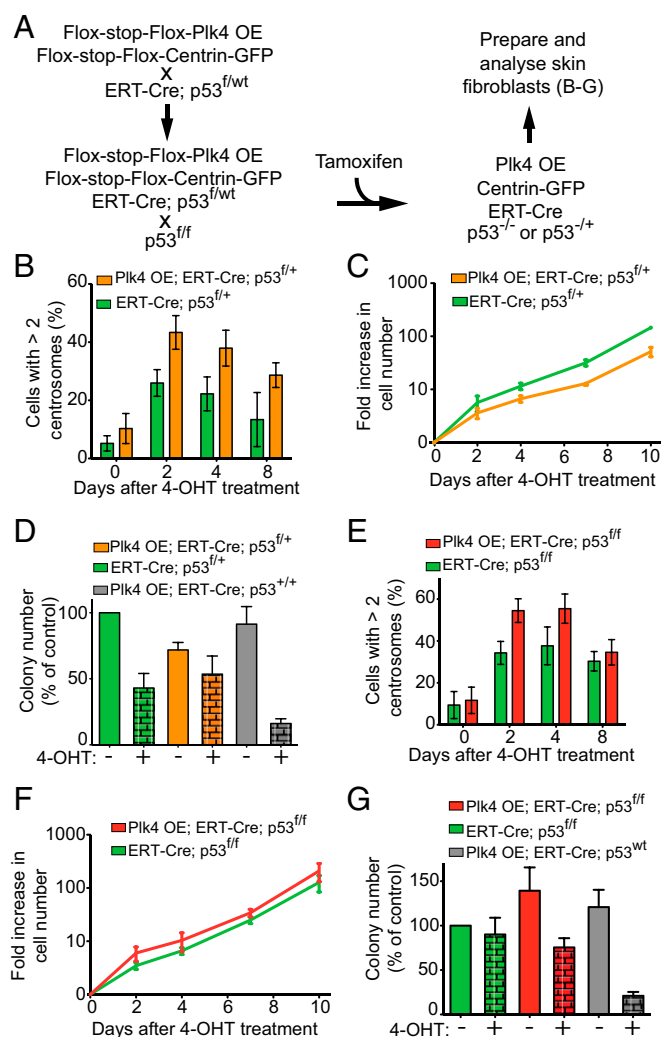 A
Flox-stop-Flox-Plk4 OE
Flox-stop-Flox-Centrin-GFP
X
ERT-Cre; p53f/wt
Flox-stop-Flox-Plk4 OE
Flox-stop-Flox-Centrin-GFP
ERT-Cre; p53f/wt
X
p53f/f
Tamoxifen
Prepare and
analyse skin
fibroblasts (B-G)
Plk4 OE
Centrin-GFP
ERT-Cre
p53-/- or p53-/+
B
Plk4 OE; ERT-Cre; p53f/+
ERT-Cre; p53f/+
Cells with > 2
centrosomes (%)
60
40
20
0
0 2 4 8
Days after 4-OHT treatment
C
Plk4 OE; ERT-Cre; p53f/+
ERT-Cre; p53f/+
Fold increase in
cell number
1000
100
10
0
0 2 4 6 8 10
Days after 4-OHT treatment
D
Plk4 OE; ERT-Cre; p53f/+
ERT-Cre; p53f/+
Plk4 OE; ERT-Cre; p53+/+
Colony number
(% of control)
100
50
0
4-OHT: - + - + - +
E
Plk4 OE; ERT-Cre; p53f/f
ERT-Cre; p53f/f
Cells with > 2
centrosomes (%)
60
40
20
0
0 2 4 8
Days after 4-OHT treatment
F
Plk4 OE; ERT-Cre; p53f/f
ERT-Cre; p53f/f
Fold increase in
cell number
1000
100
10
0
0 2 4 6 8 10
Days after 4-OHT treatment
G
Plk4 OE; ERT-Cre; p53f/f
ERT-Cre; p53f/f
Plk4 OE; ERT-Cre; p53wt
Colony number
(% of control)
150
100
50
0
4-OHT: - + - + - +